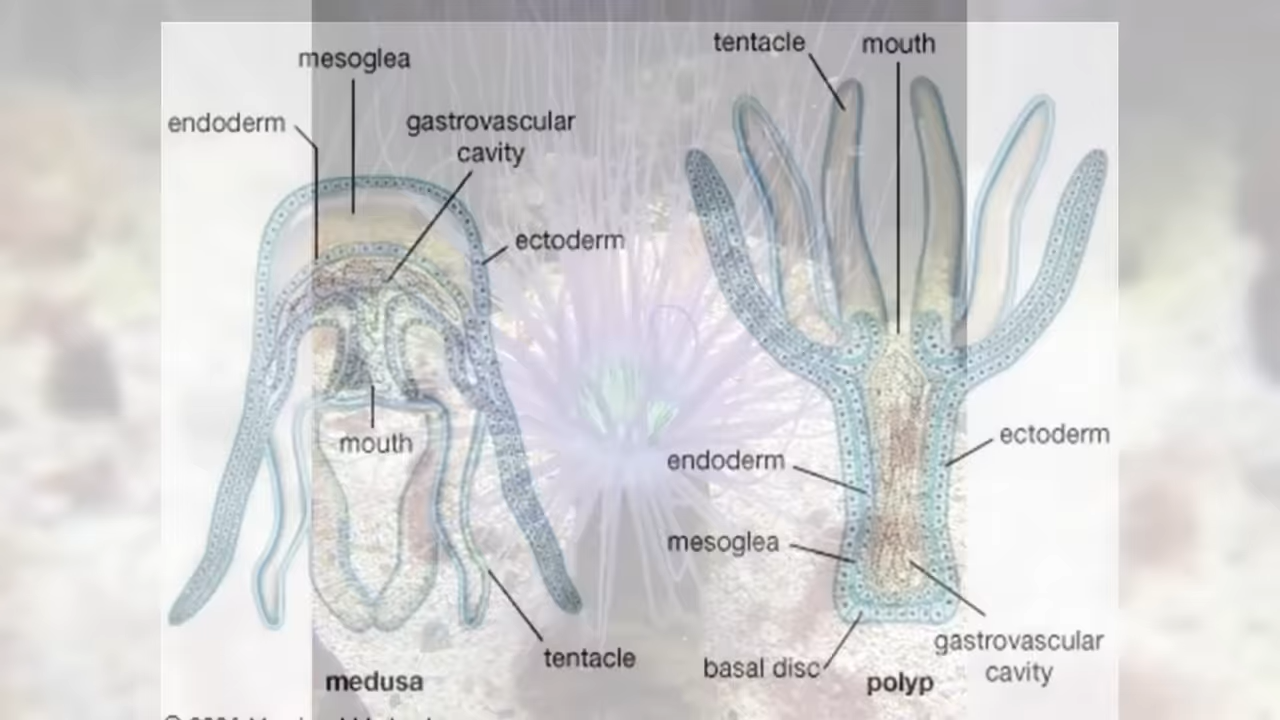 mesoglea
endoderm
gastrovascular
cavity
ectoderm
mouth
tentacle
medusa
tentacle
mouth
ectoderm
endoderm
mesoglea
gastrovascular
cavity
basal disc
polyp